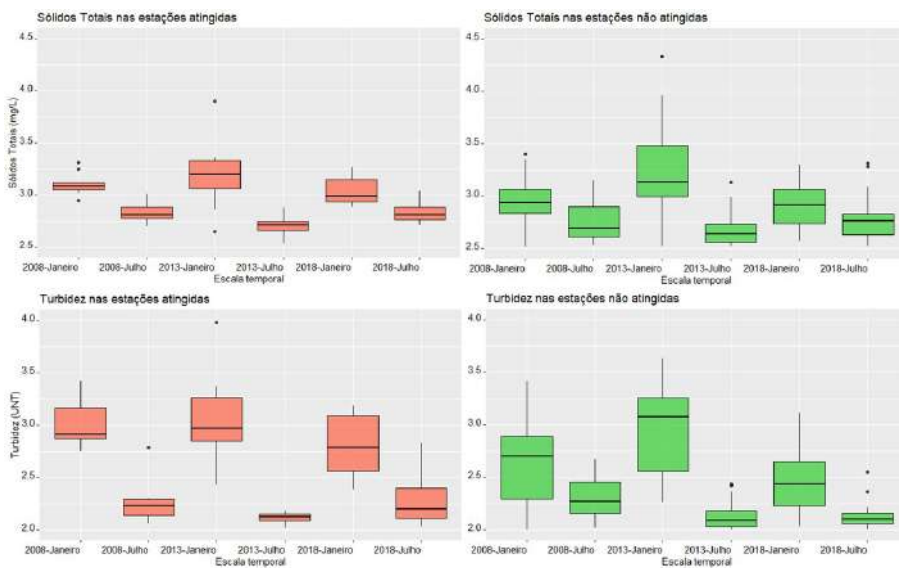 Sólidos Totais nas estações atingidas
Sólidos Totais (mg/L)
4.5
4.0
3.5
3.0
2.5
2008-Janeiro 2008-Julho 2013-Janeiro 2013-Julho 2018-Janeiro 2018-Julho
Escala temporal
Sólidos Totais nas estações não atingidas
4.5
4.0
3.5
3.0
2.5
2008-Janeiro 2008-Julho 2013-Janeiro 2013-Julho 2018-Janeiro 2018-Julho
Escala temporal
Turbidez nas estações atingidas
Turbidez (UNT)
4.0
3.5
3.0
2.5
2.0
2008-Janeiro 2008-Julho 2013-Janeiro 2013-Julho 2018-Janeiro 2018-Julho
Escala temporal
Turbidez nas estações não atingidas
4.0
3.5
3.0
2.5
2.0
2008-Janeiro 2008-Julho 2013-Janeiro 2013-Julho 2018-Janeiro 2018-Julho
Escala temporal